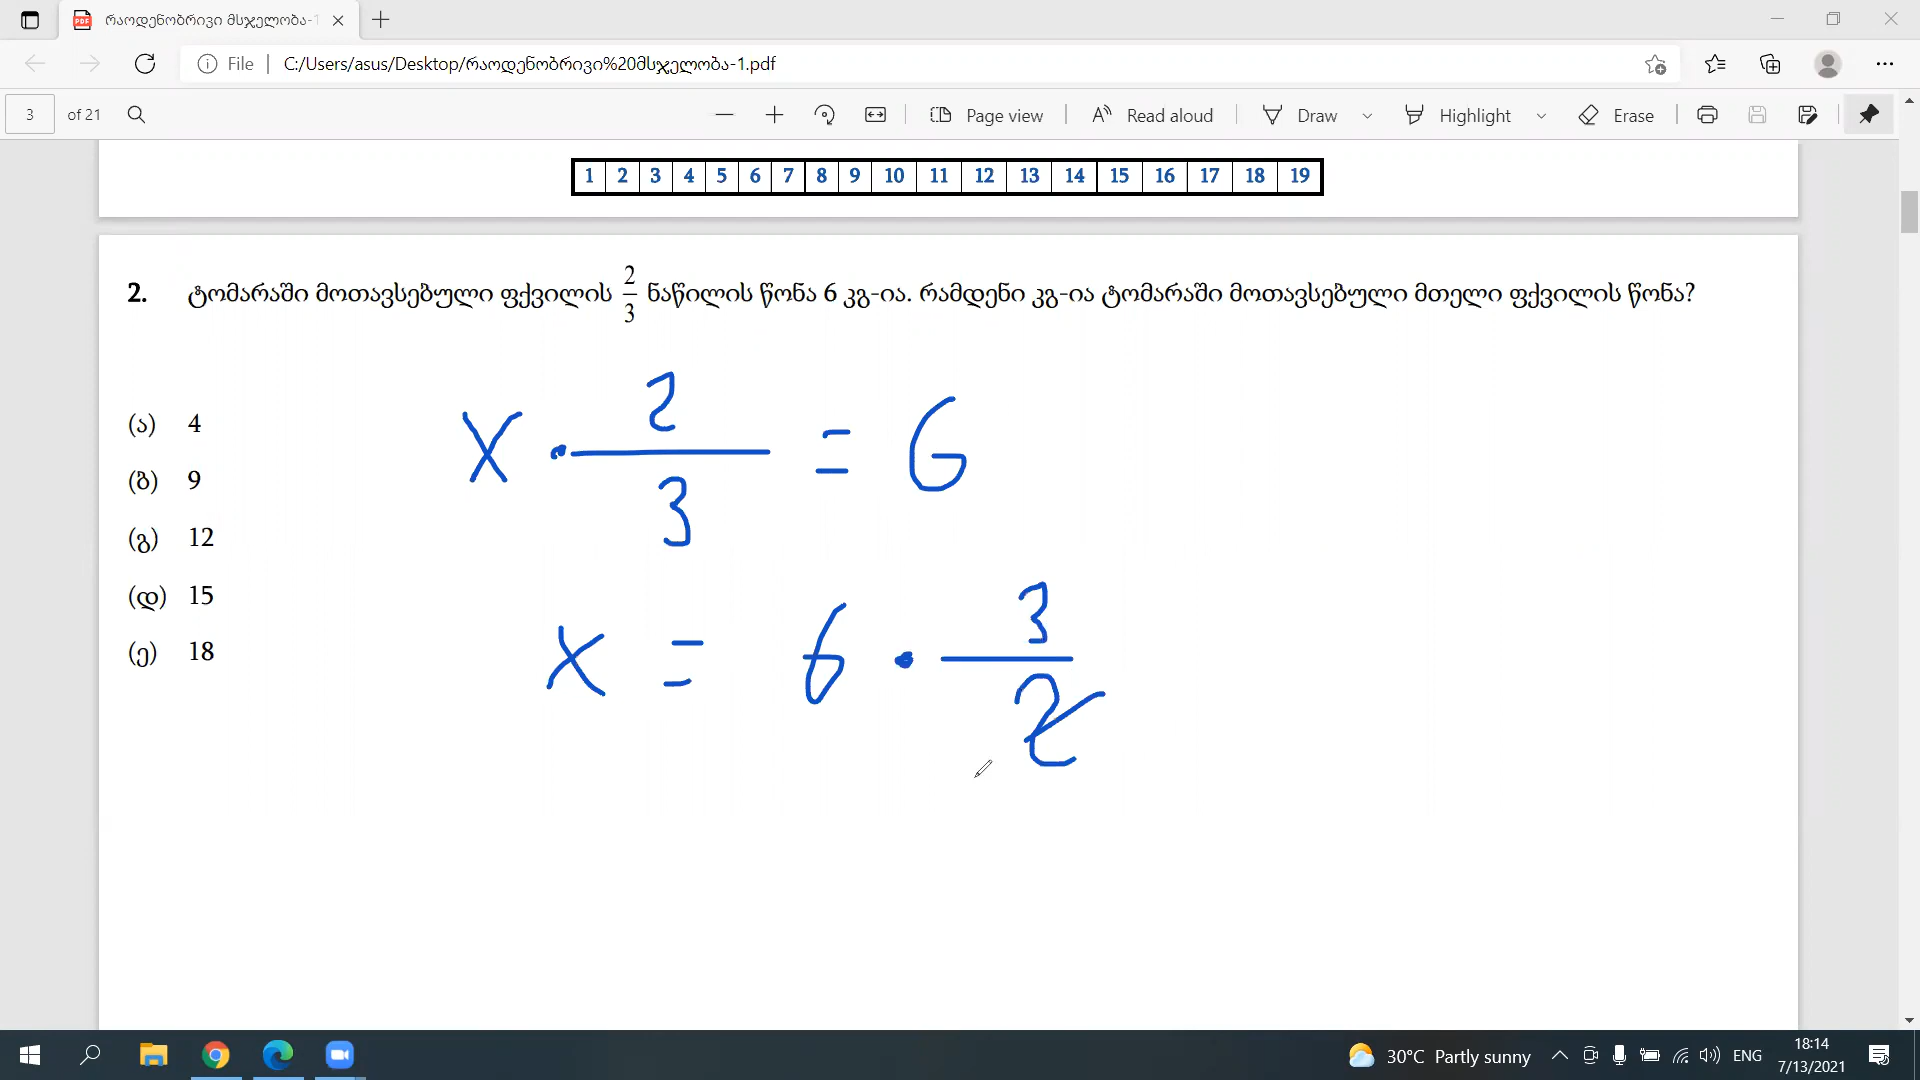 რაოდენობრივი მსჯელობა-1
File C:/Users/asus/Desktop/რაოდენობრივი%20მსჯელობა-1.pdf
3 of 21 Page view Read aloud Draw Highlight Erase
1 2 3 4 5 6 7 8 9 10 11 12 13 14 15 16 17 18 19
2. ტომარაში მოთავსებული ფქვილის 2/3 ნაწილის წონა 6 კგ-ია. რამდენი კგ-ია ტომარაში მოთავსებული მთელი ფქვილის წონა?
(ა) 4
(ბ) 9
(გ) 12
(დ) 15
(ე) 18
x · 2/3 = 6
x = 6 · 3/2
30°C Partly sunny ENG 18:14
7/13/2021